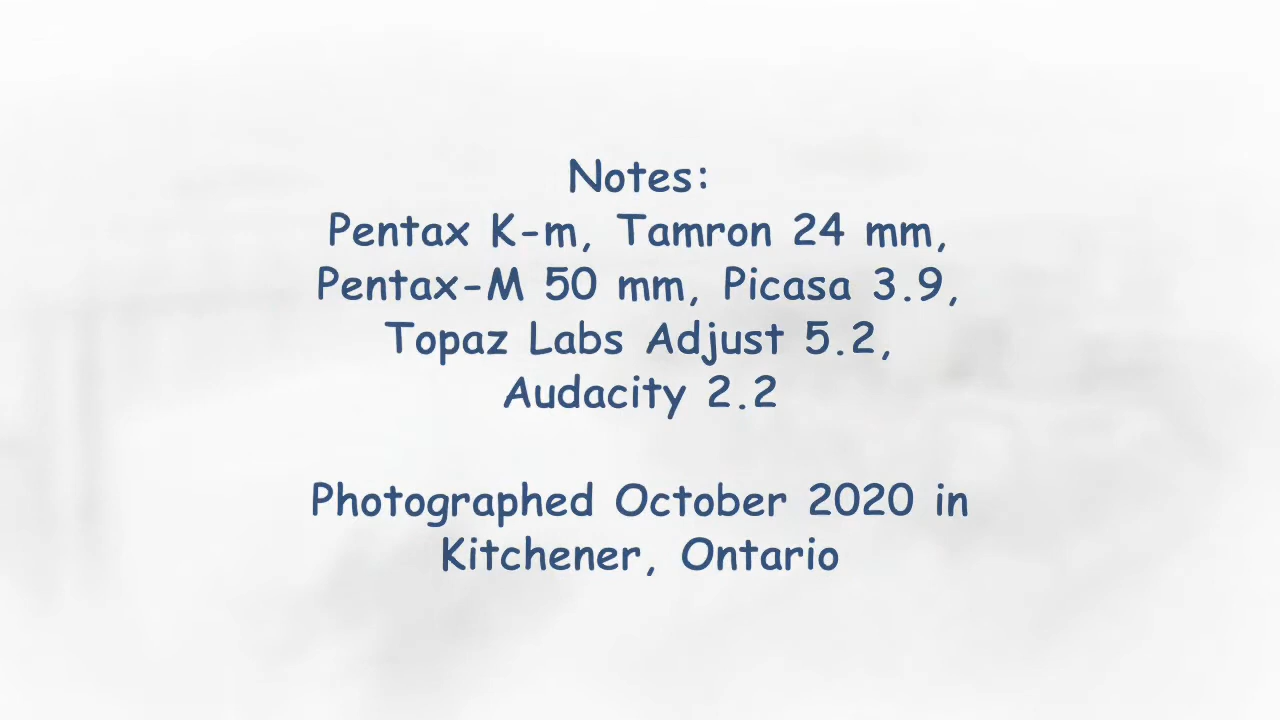 Notes:
Pentax K-m, Tamron 24 mm,
Pentax-M 50 mm, Picasa 3.9,
Topaz Labs Adjust 5.2,
Audacity 2.2
Photographed October 2020 in
Kitchener, Ontario